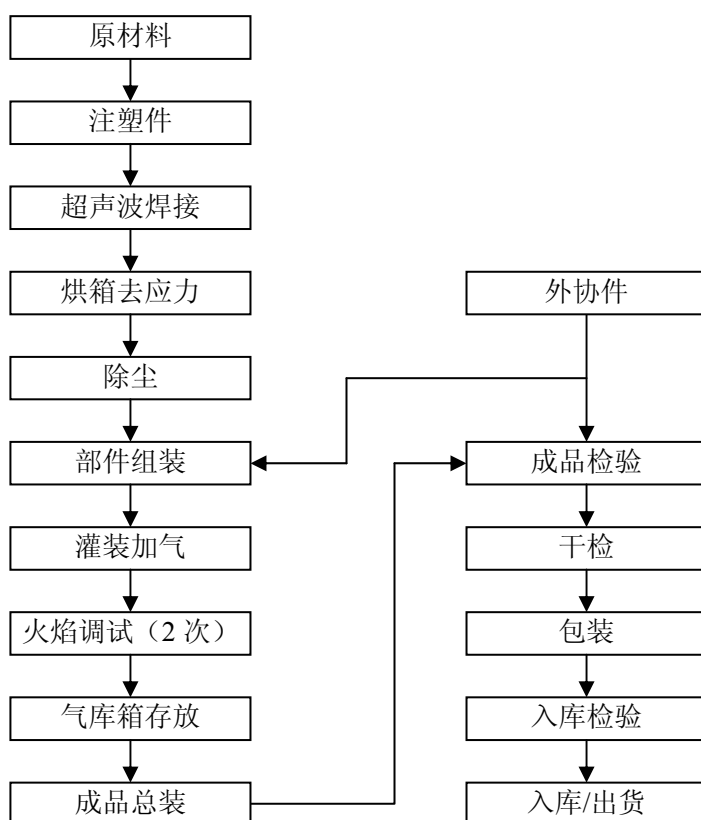 原材料
注塑件
超声波焊接
烘箱去应力
除尘
部件组装
灌装加气
火焰调试（2 次）
气库箱存放
成品总装
外协件
成品检验
干检
包装
入库检验
入库/出货